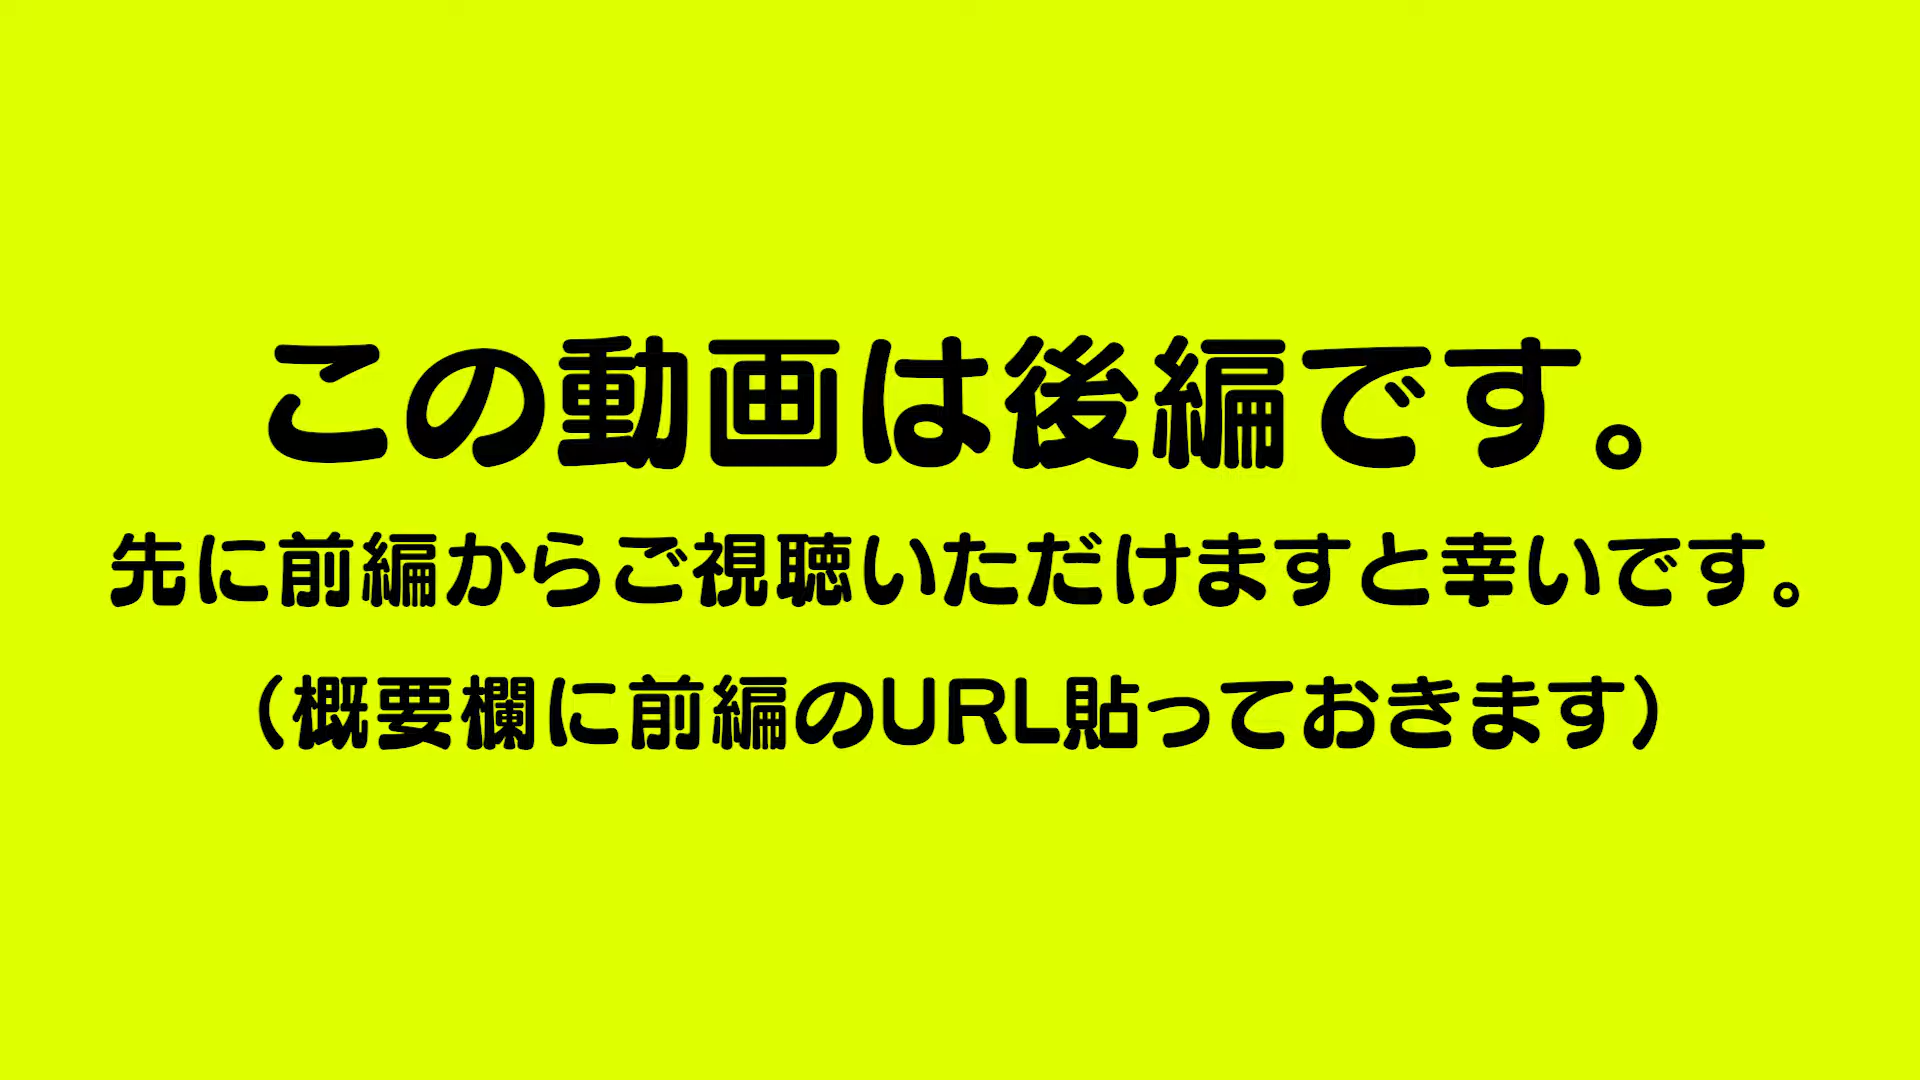 この動画は後編です。
先に前編からご視聴いただけますと幸いです。
（概要欄に前編のURL貼っておきます）